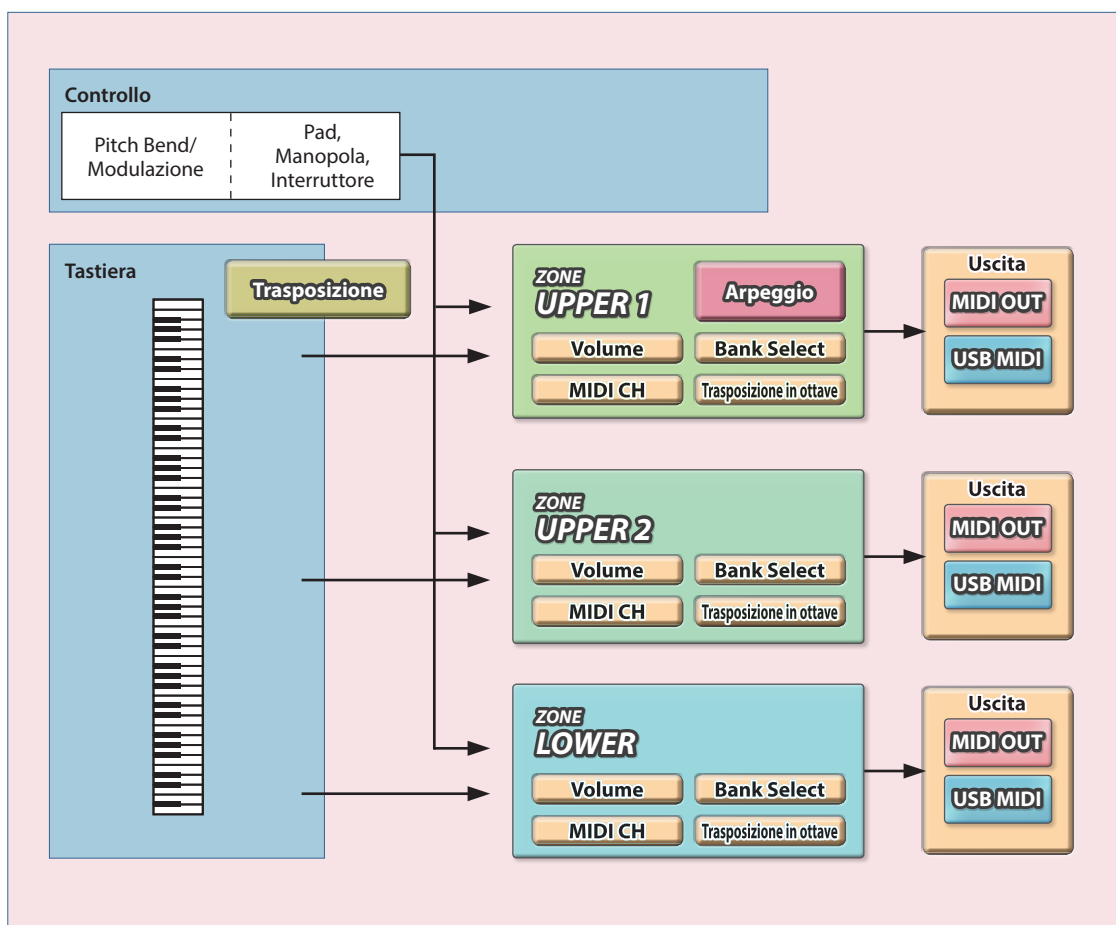 Controllo
Pitch Bend/
Modulazione
Pad,
Manopola,
Interruttore
Tastiera
Trasposizione
ZONE
UPPER 1
Arpeggio
Volume
Bank Select
MIDI CH
Trasposizione in ottave
Uscita
MIDI OUT
USB MIDI
ZONE
UPPER 2
Volume
Bank Select
MIDI CH
Trasposizione in ottave
Uscita
MIDI OUT
USB MIDI
ZONE
LOWER
Volume
Bank Select
MIDI CH
Trasposizione in ottave
Uscita
MIDI OUT
USB MIDI